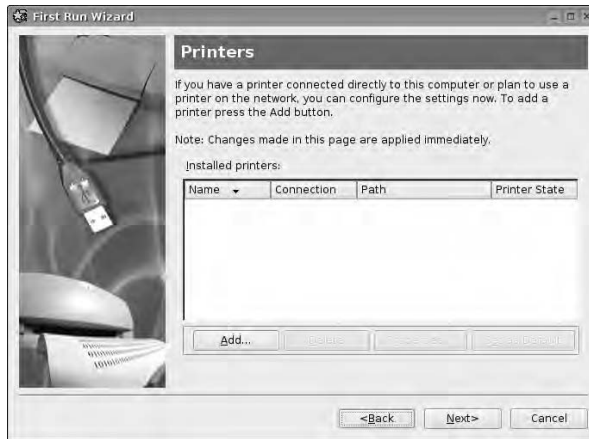 First Run Wizard
Printers
If you have a printer connected directly to this computer or plan to use a
printer on the network, you can configure the settings now. To add a
printer press the Add button.
Note: Changes made in this page are applied immediately.
Installed printers:
Name Connection Path Printer State
Add...
<Back Next> Cancel